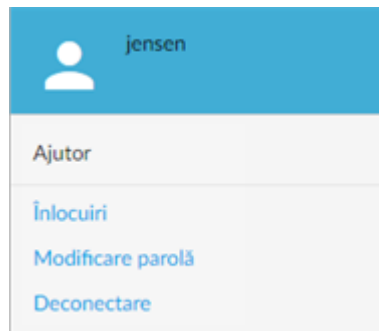 jensen
Ajutor
Înlocuiri
Modificare parolă
Deconectare